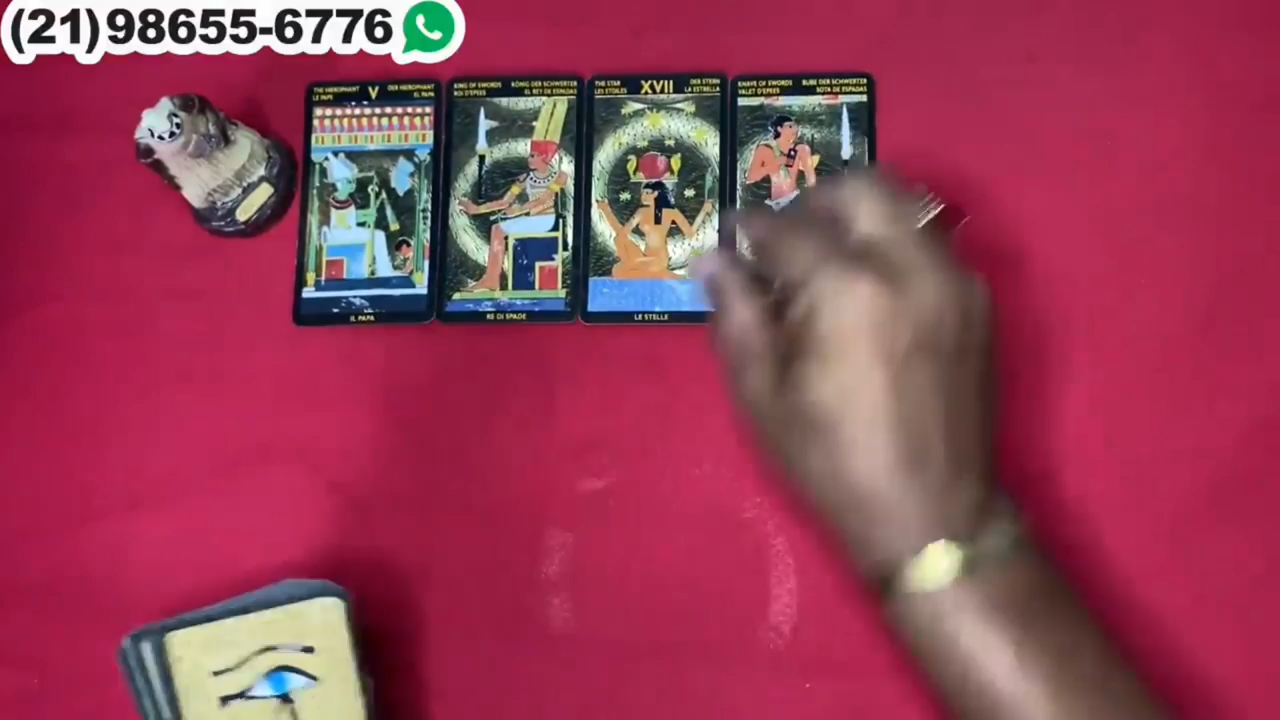 (21)98655-6776
THE HIEROPHANT
LE PAPE
V
DER HIEROPHANT
EL PAPA
IL PAPA
KING OF SWORDS
ROI D'EPEES
KÖNIG DER SCHWERTER
EL REY DE ESPADAS
RE DI SPADE
THE STAR
LES ETOILES
XVII
DER STERN
LA ESTRELLA
LE STELLE
KNAVE OF SWORDS
VALET D'EPEES
BUBE DER SCHWERTER
SOTA DE ESPADAS